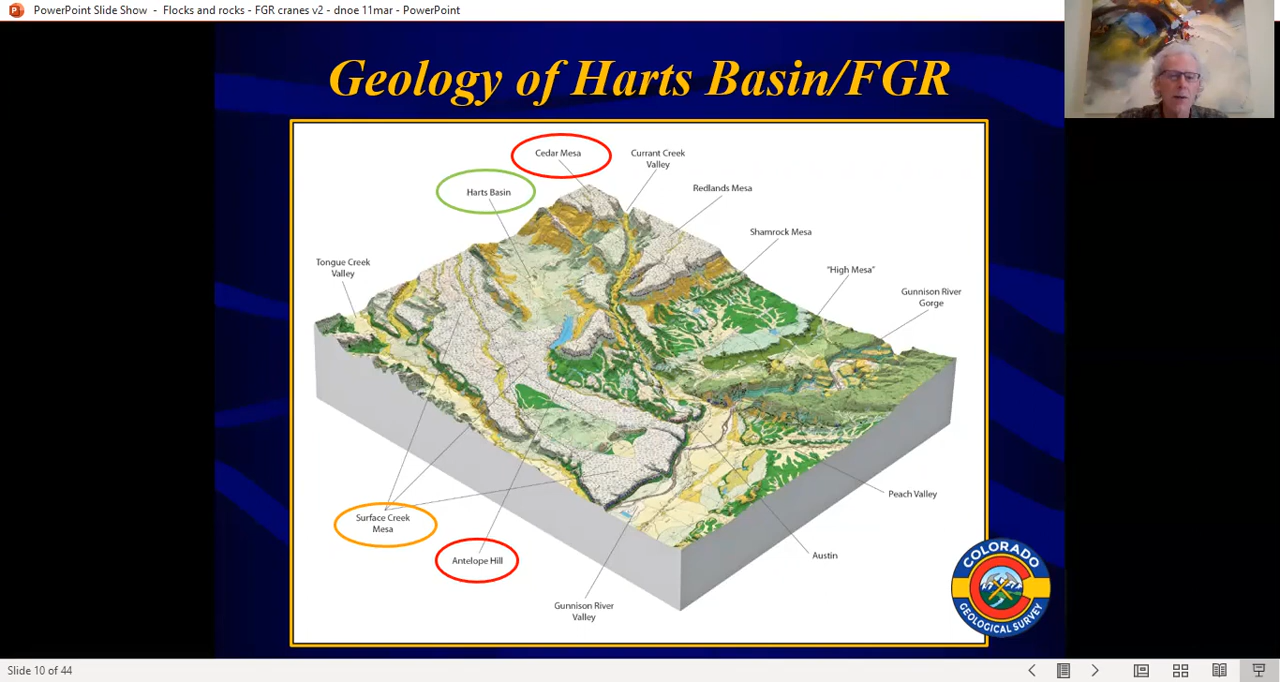 PowerPoint Slide Show - Flocks and rocks - FGR cranes v2 - dnoe 11mar - PowerPoint
Geology of Harts Basin/FGR
Cedar Mesa
Currant Creek
Valley
Harts Basin
Redlands Mesa
Shamrock Mesa
Tongue Creek
Valley
"High Mesa"
Gunnison River
Gorge
Surface Creek
Mesa
Antelope Hill
Gunnison River
Valley
Austin
Peach Valley
COLORADO
GEOLOGICAL SURVEY
Slide 10 of 44